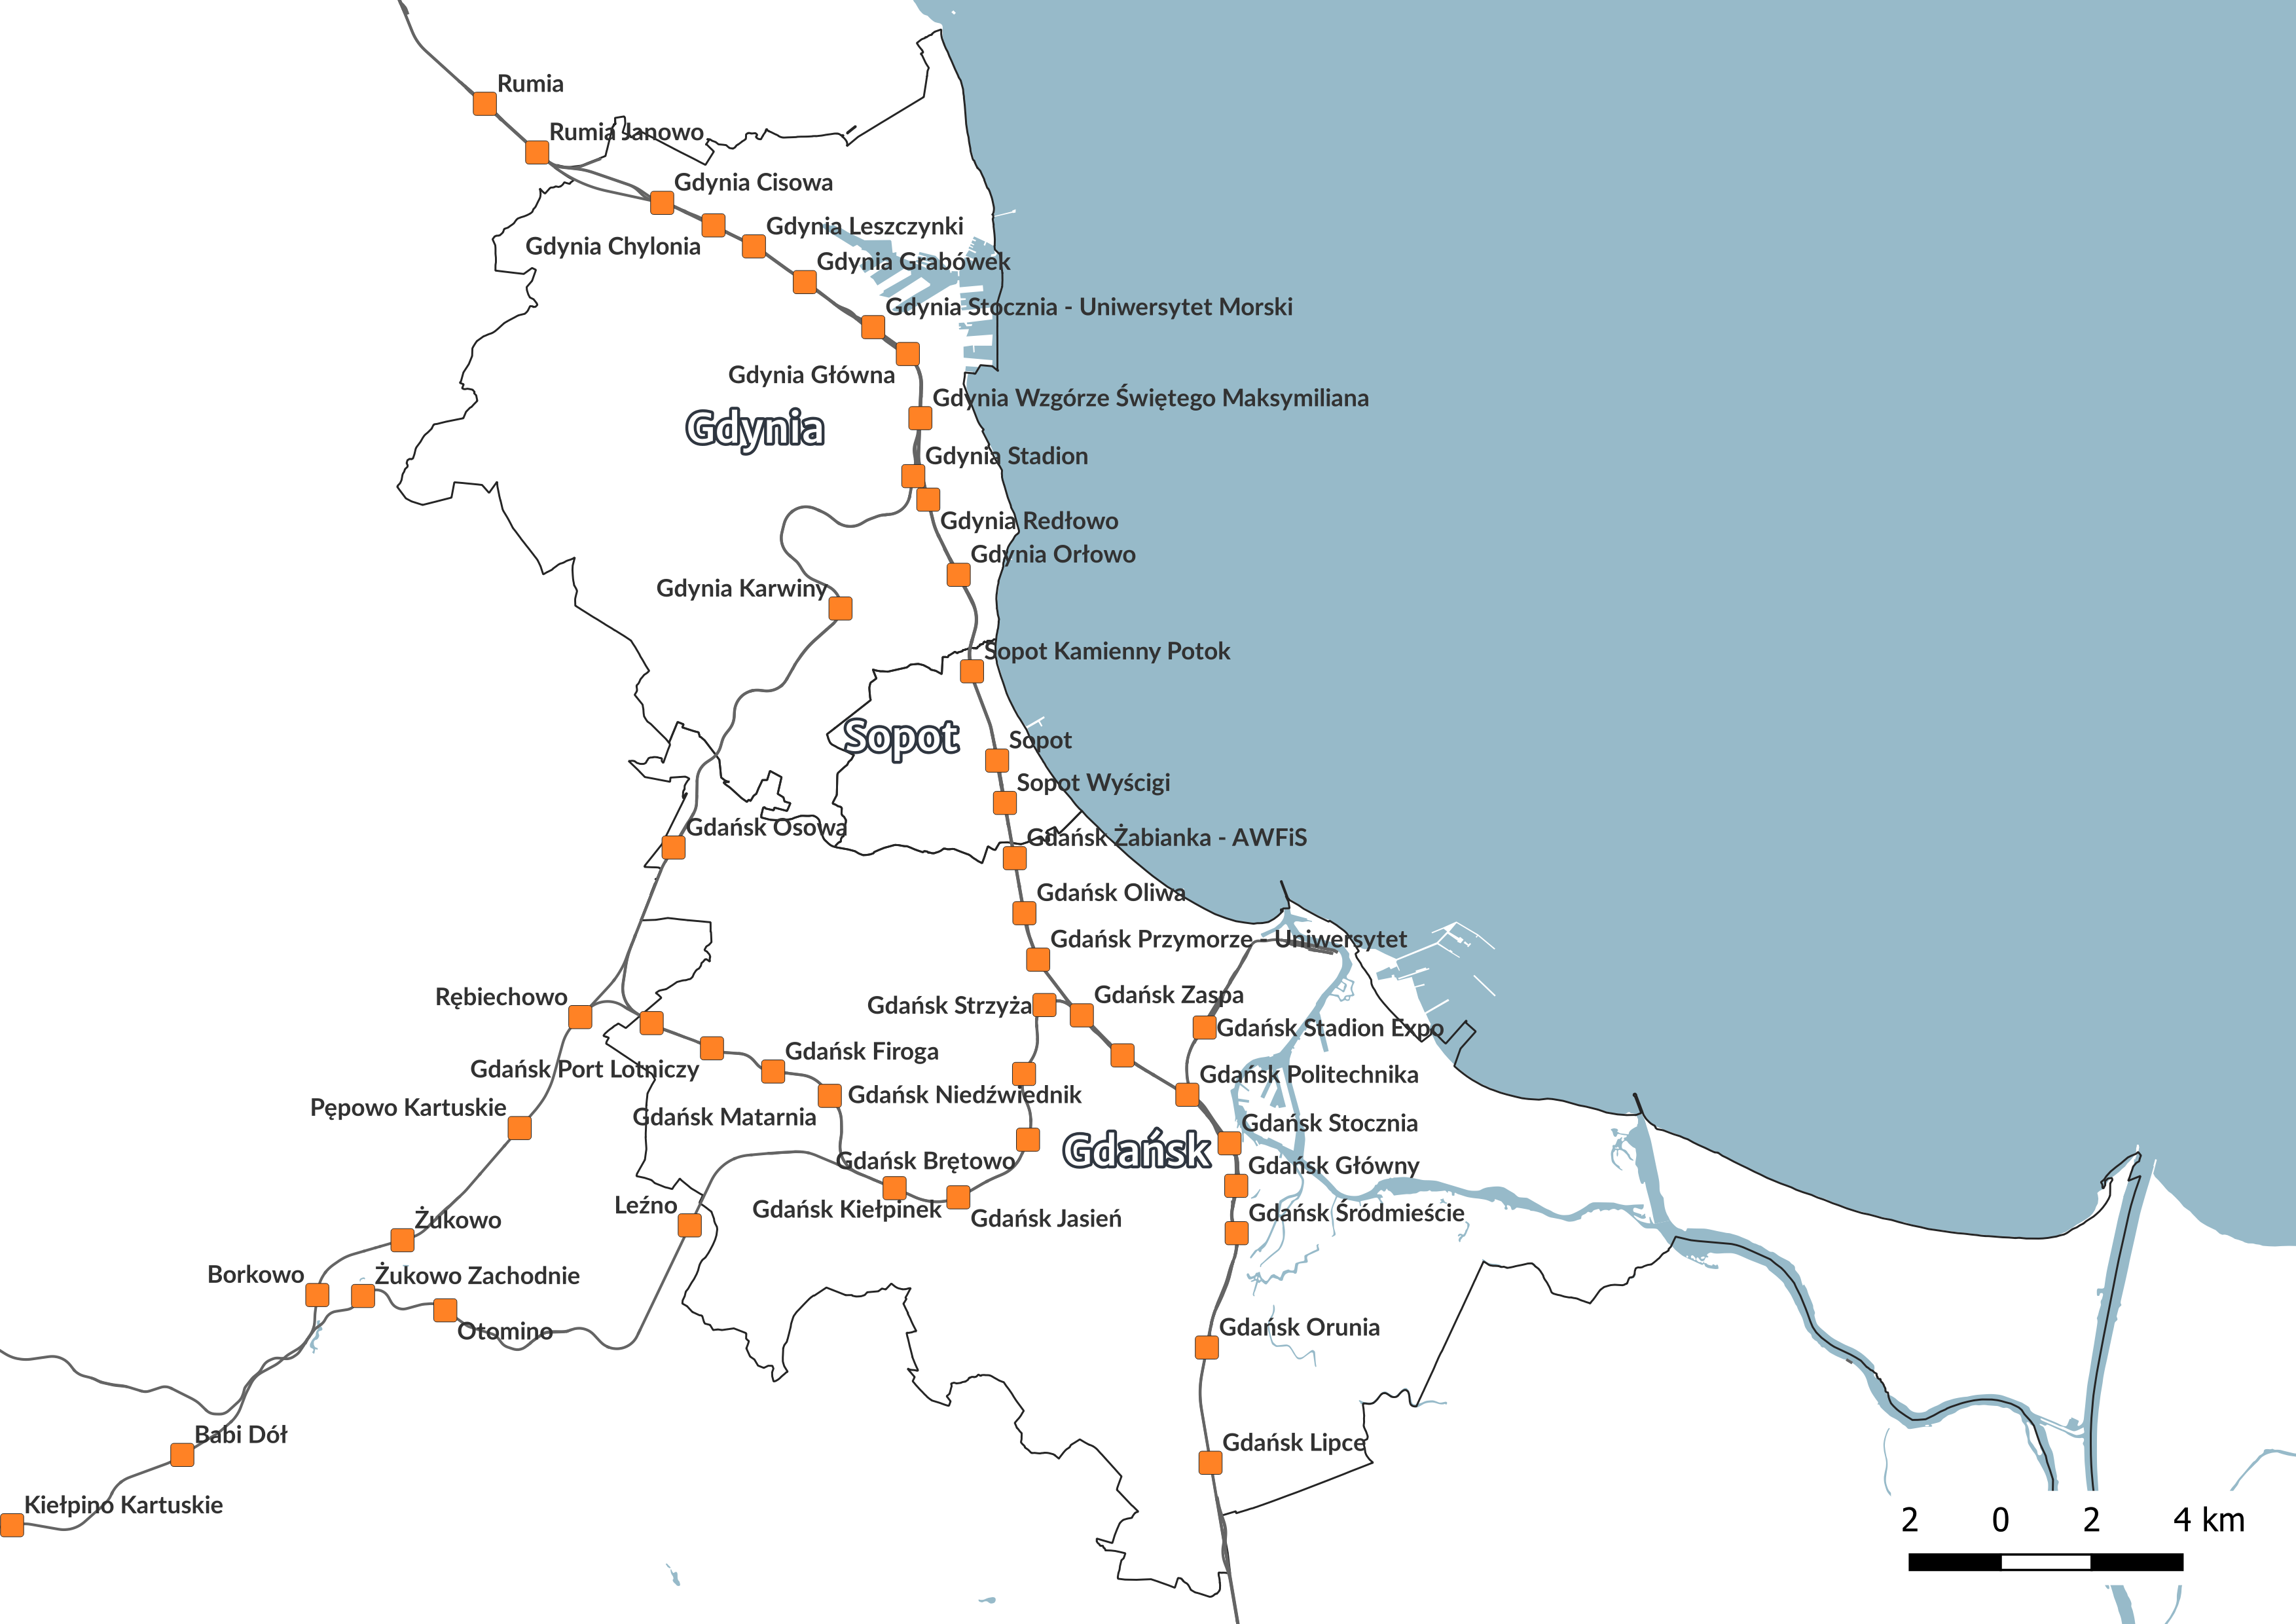 Rumia
Rumia Janowo
Gdynia Cisowa
Gdynia Leszczynki
Gdynia Chylonia
Gdynia Grabówek
Gdynia Stocznia - Uniwersytet Morski
Gdynia Główna
Gdynia Wzgórze Świętego Maksymiliana
Gdynia
Gdynia Stadion
Gdynia Redłowo
Gdynia Orłowo
Gdynia Karwiny
Sopot Kamienny Potok
Sopot
Sopot
Sopot Wyścigi
Gdańsk Osowa
Gdańsk Żabianka - AWFiS
Gdańsk Oliwa
Gdańsk Przymorze - Uniwersytet
Rębiechowo
Gdańsk Strzyża
Gdańsk Zaspa
Gdańsk Stadion Expo
Gdańsk Firoga
Gdańsk Port Lotniczy
Gdańsk Politechnika
Gdańsk Niedźwiednik
Pępowo Kartuskie
Gdańsk Matarnia
Gdańsk Stocznia
Gdańsk
Gdańsk Brętowo
Gdańsk Główny
Leźno
Gdańsk Kiełpinek
Gdańsk Jasień
Gdańsk Śródmieście
Żukowo
Borkowo
Żukowo Zachodnie
Otomino
Gdańsk Orunia
Babi Dół
Gdańsk Lipce
Kiełpino Kartuskie
2 0 2 4 km